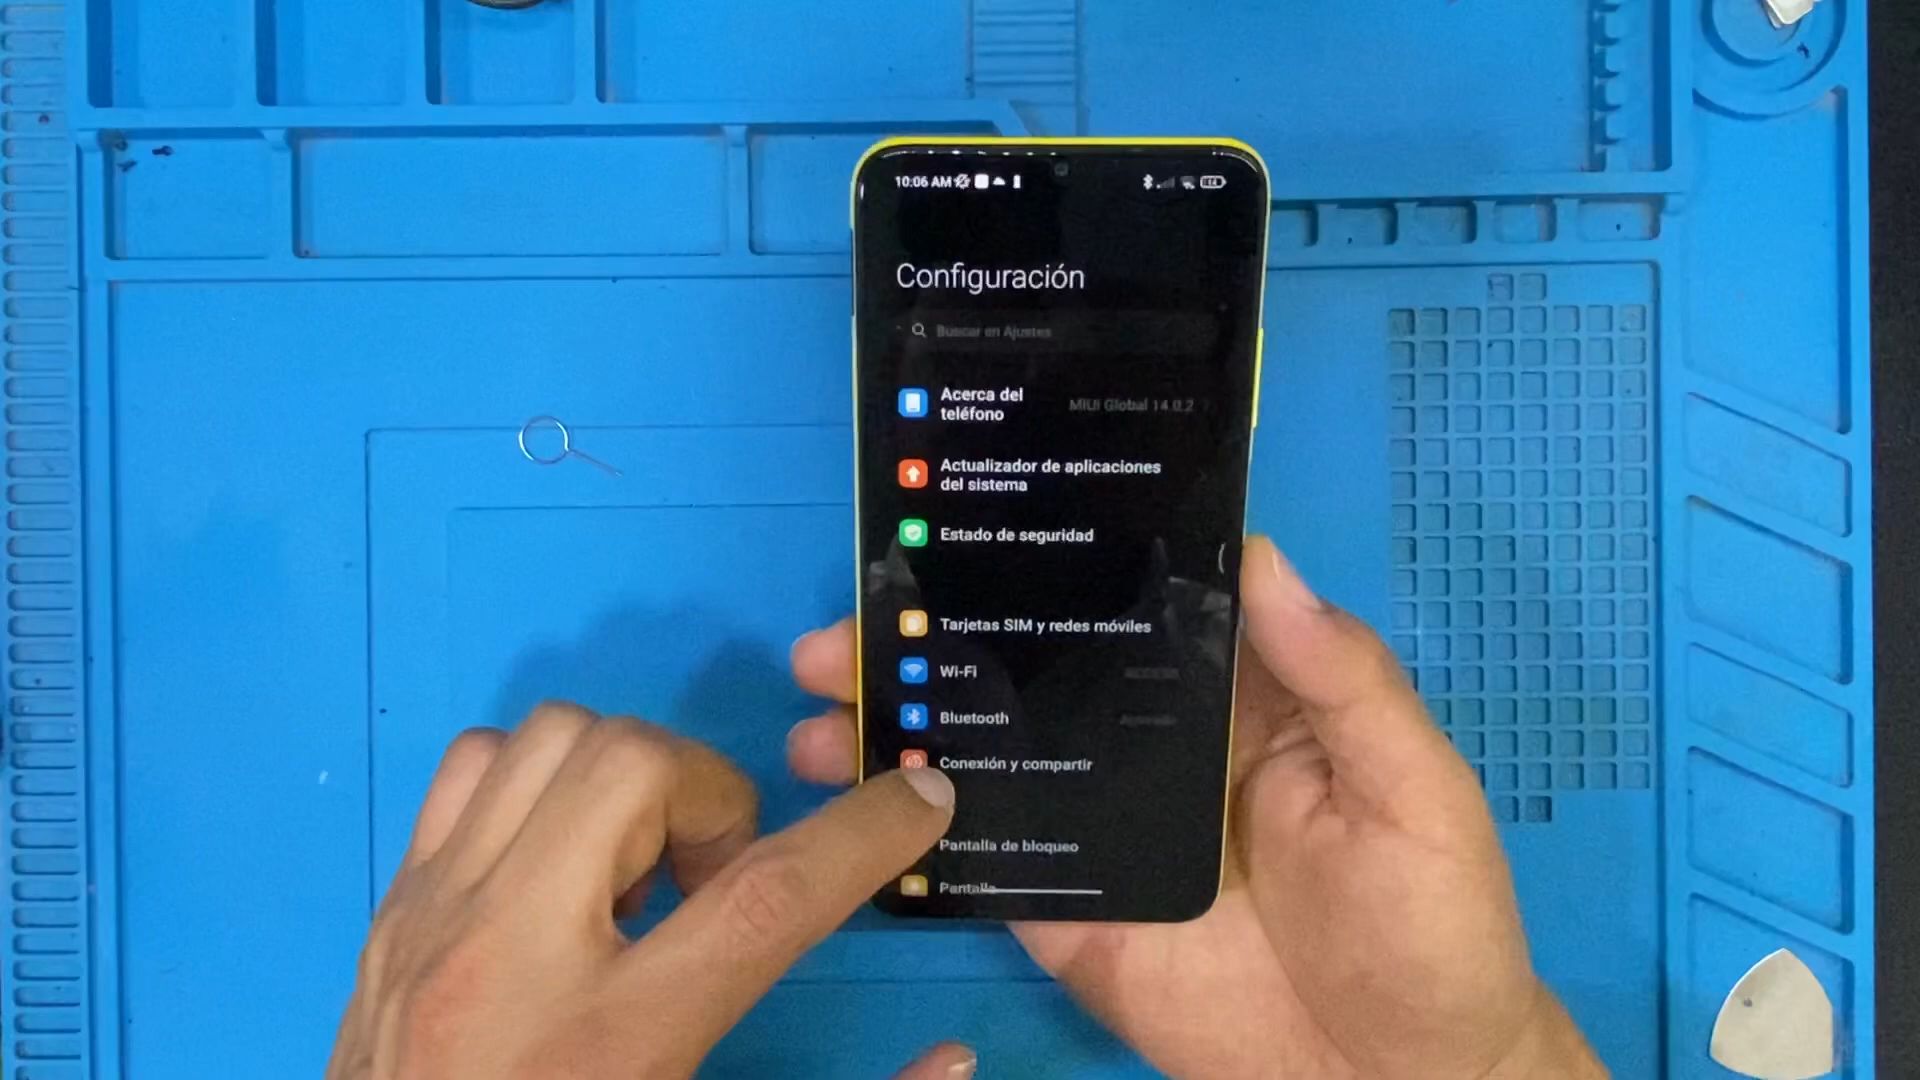 10:06 AM
Configuración
Buscar en Ajustes
Acerca del
teléfono
MIUI Global 14.0.2
Actualizador de aplicaciones
del sistema
Estado de seguridad
Tarjetas SIM y redes móviles
Wi-Fi
Bluetooth
Conexión y compartir
Pantalla de bloqueo
Pantalla